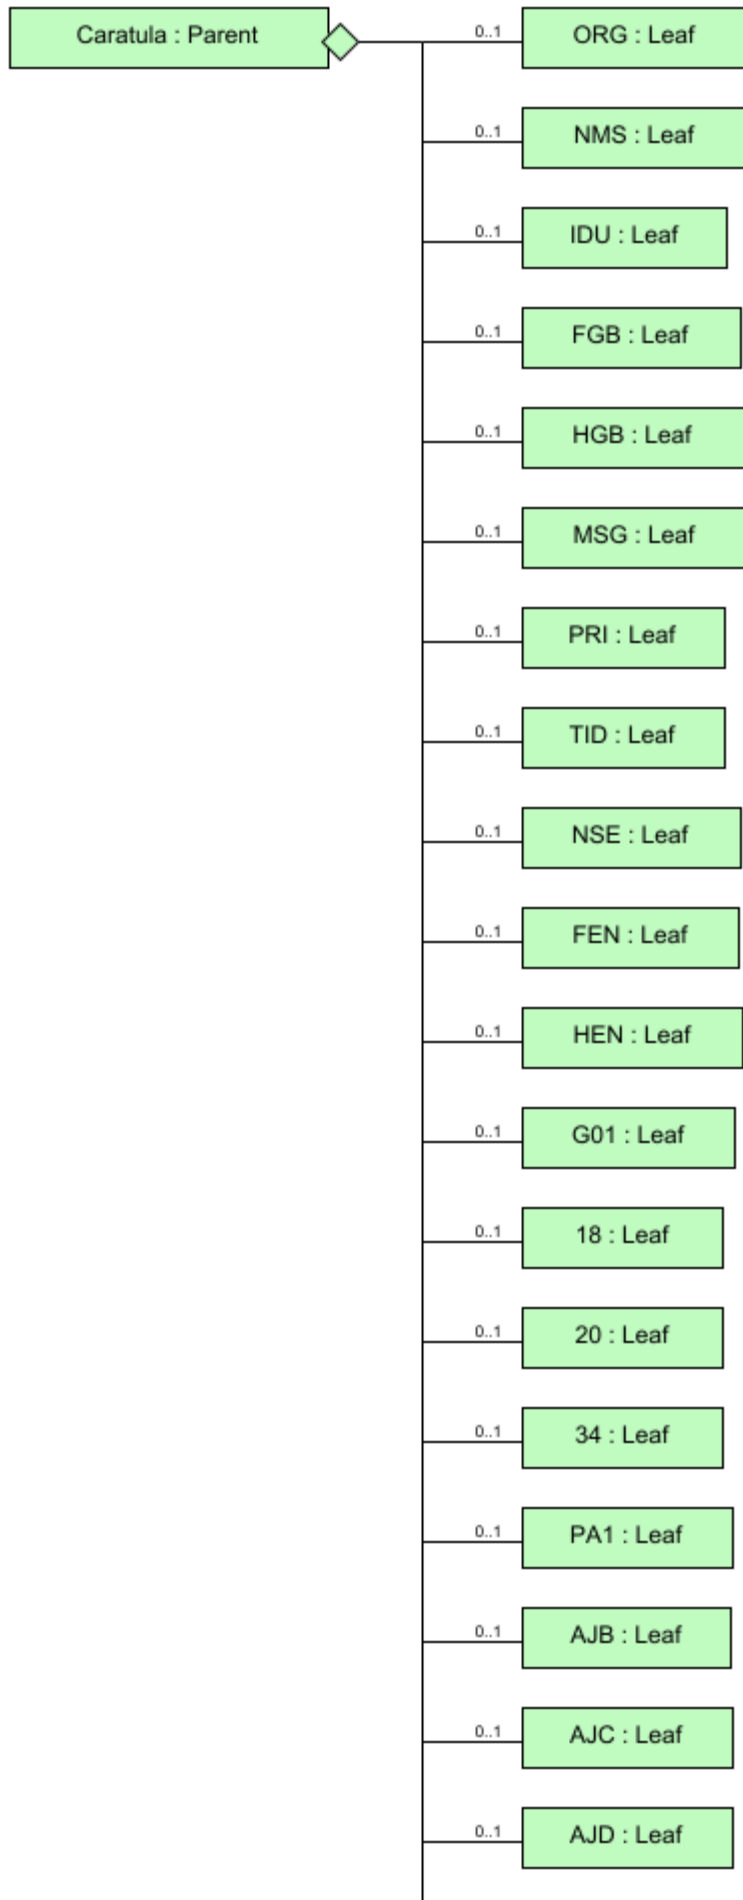 Caratula : Parent
0..1 ORG : Leaf
0..1 NMS : Leaf
0..1 IDU : Leaf
0..1 FGB : Leaf
0..1 HGB : Leaf
0..1 MSG : Leaf
0..1 PRI : Leaf
0..1 TID : Leaf
0..1 NSE : Leaf
0..1 FEN : Leaf
0..1 HEN : Leaf
0..1 G01 : Leaf
0..1 18 : Leaf
0..1 20 : Leaf
0..1 34 : Leaf
0..1 PA1 : Leaf
0..1 AJB : Leaf
0..1 AJC : Leaf
0..1 AJD : Leaf